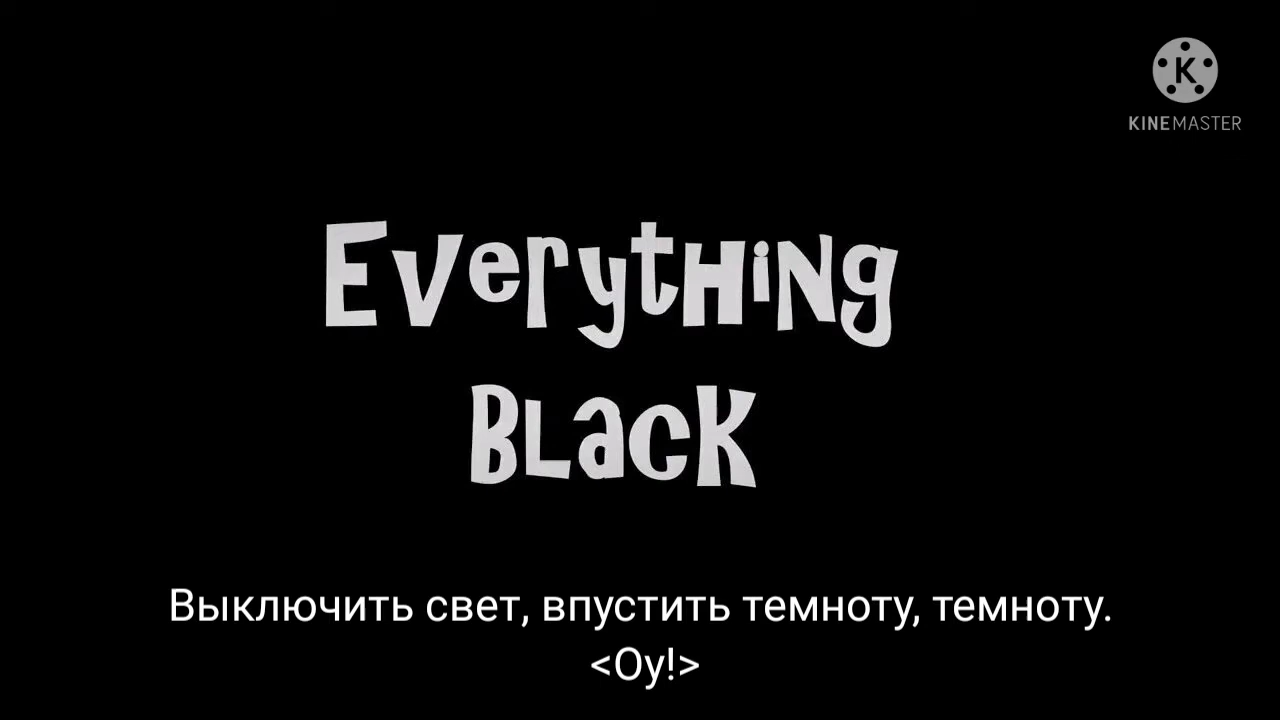 KINEMASTER
Everything
Black
Выключить свет, впустить темноту, темноту.
<Оу!>